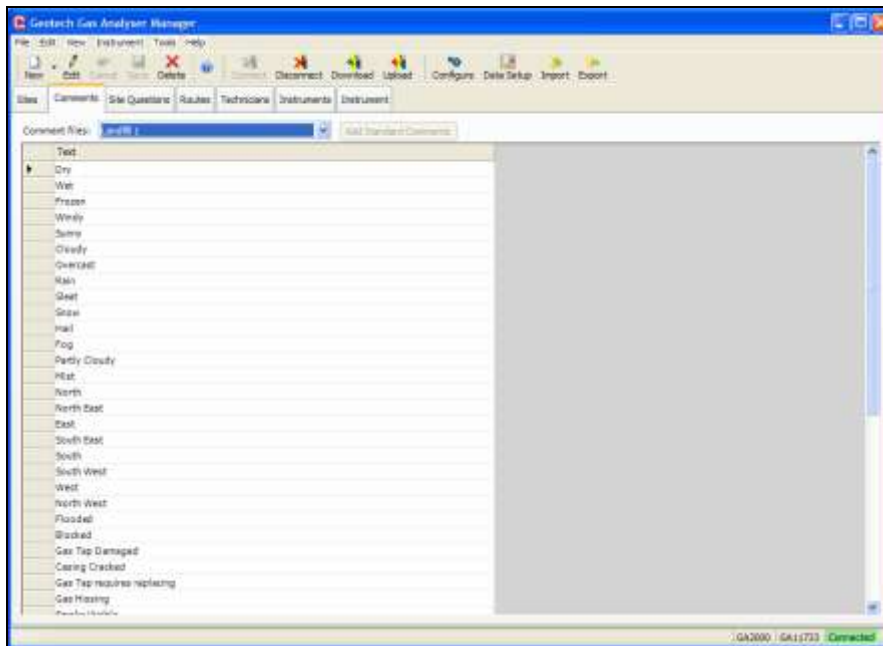 Geotech Gas Analyser Manager
File Edit View Instrument Tools Help
New Edit Cancel Save Delete Connect Disconnect Download Upload Configure Data Setup Import Export
Sites Comments Site Questions Routes Technicians Instruments Instrument
Comment files: Landfill 1 Add Standard Comments
Text
Dry
Wet
Frozen
Windy
Sunny
Cloudy
Overcast
Rain
Sleet
Snow
Hail
Fog
Partly Cloudy
Mist
North
North East
East
South East
South
South West
West
North West
Flooded
Blocked
Gas Tap Damaged
Casing Cracked
Gas Tap requires replacing
Gas Hissing
GA2000 GA11733 Connected